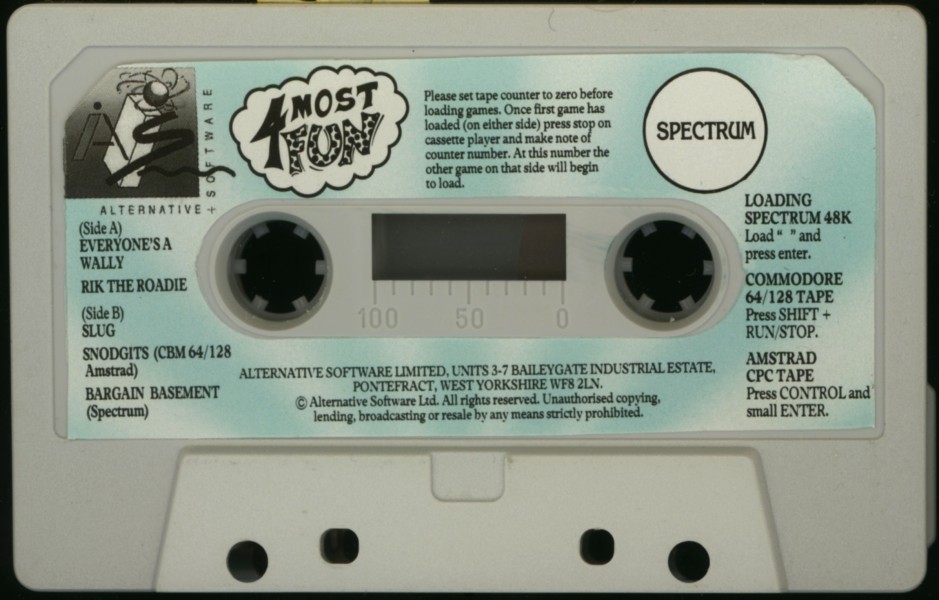 iAS
SOFTWARE
ALTERNATIVE +
4 MOST
FUN
Please set tape counter to zero before
loading games. Once first game has
loaded (on either side) press stop on
cassette player and make note of
counter number. At this number the
other game on that side will begin
to load.
SPECTRUM
(Side A)
EVERYONE'S A
WALLY
RIK THE ROADIE
(Side B)
SLUG
SNODGITS (CBM 64/128
Amstrad)
BARGAIN BASEMENT
(Spectrum)
100 50 0
LOADING
SPECTRUM 48K
Load “ ” and
press enter.
COMMODORE
64/128 TAPE
Press SHIFT +
RUN/STOP.
AMSTRAD
CPC TAPE
Press CONTROL and
small ENTER.
ALTERNATIVE SOFTWARE LIMITED, UNITS 3-7 BAILEYGATE INDUSTRIAL ESTATE,
PONTEFRACT, WEST YORKSHIRE WF8 2LN.
© Alternative Software Ltd. All rights reserved. Unauthorised copying,
lending, broadcasting or resale by any means strictly prohibited.